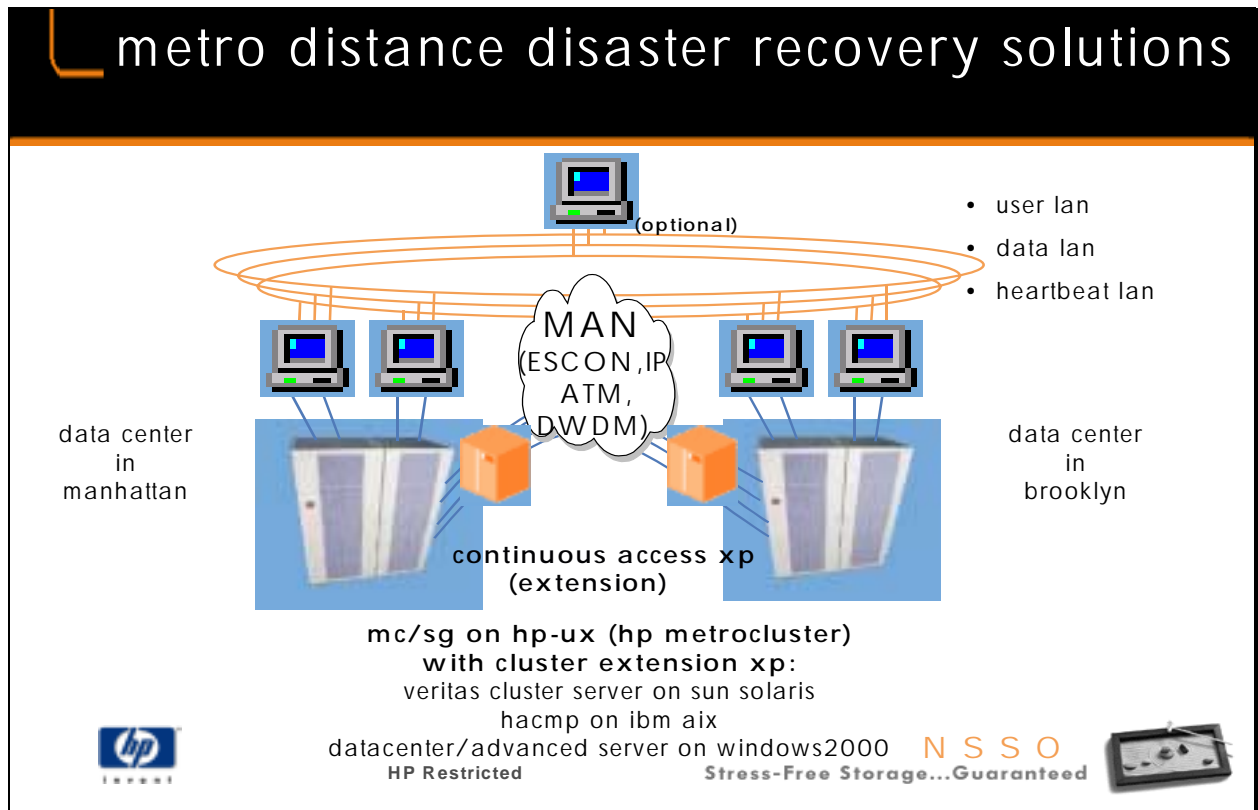 metro distance disaster recovery solutions
(optional)
• user lan
• data lan
• heartbeat lan
MAN
(ESCON,IP
ATM,
DWDM)
data center
in
manhattan
data center
in
brooklyn
continuous access xp
(extension)
mc/sg on hp-ux (hp metrocluster)
with cluster extension xp:
veritas cluster server on sun solaris
hacmp on ibm aix
datacenter/advanced server on windows2000
NSSO
hp
invent
HP Restricted
Stress-Free Storage...Guaranteed